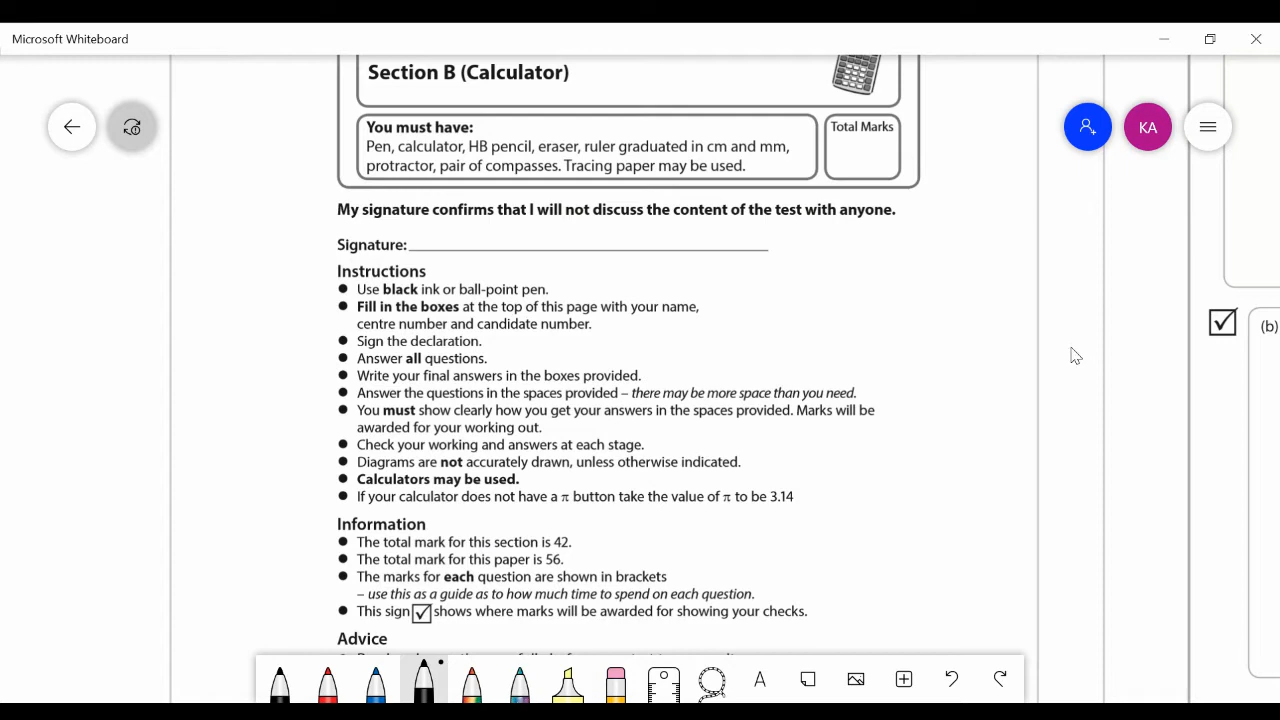 Microsoft Whiteboard
Section B (Calculator)
You must have:
Pen, calculator, HB pencil, eraser, ruler graduated in cm and mm,
protractor, pair of compasses. Tracing paper may be used.
Total Marks
KA
My signature confirms that I will not discuss the content of the test with anyone.
Signature:
Instructions
● Use black ink or ball-point pen.
● Fill in the boxes at the top of this page with your name,
centre number and candidate number.
● Sign the declaration.
● Answer all questions.
● Write your final answers in the boxes provided.
● Answer the questions in the spaces provided – there may be more space than you need.
● You must show clearly how you get your answers in the spaces provided. Marks will be
awarded for your working out.
● Check your working and answers at each stage.
● Diagrams are not accurately drawn, unless otherwise indicated.
● Calculators may be used.
● If your calculator does not have a π button take the value of π to be 3.14
(b)
Information
● The total mark for this section is 42.
● The total mark for this paper is 56.
● The marks for each question are shown in brackets
– use this as a guide as to how much time to spend on each question.
● This sign ☑ shows where marks will be awarded for showing your checks.
Advice